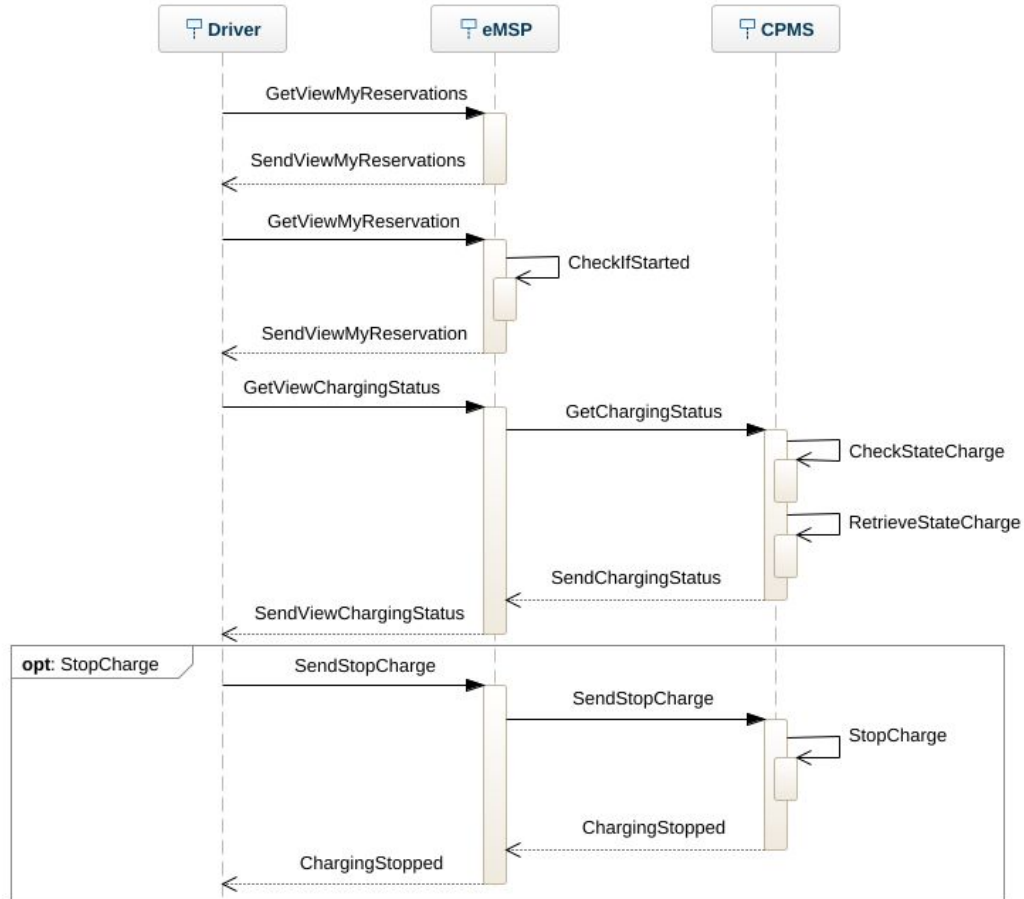 Driver
eMSP
CPMS
GetViewMyReservations
SendViewMyReservations
GetViewMyReservation
CheckIfStarted
SendViewMyReservation
GetViewChargingStatus
GetChargingStatus
CheckStateCharge
RetrieveStateCharge
SendChargingStatus
SendViewChargingStatus
opt: StopCharge
SendStopCharge
SendStopCharge
StopCharge
ChargingStopped
ChargingStopped